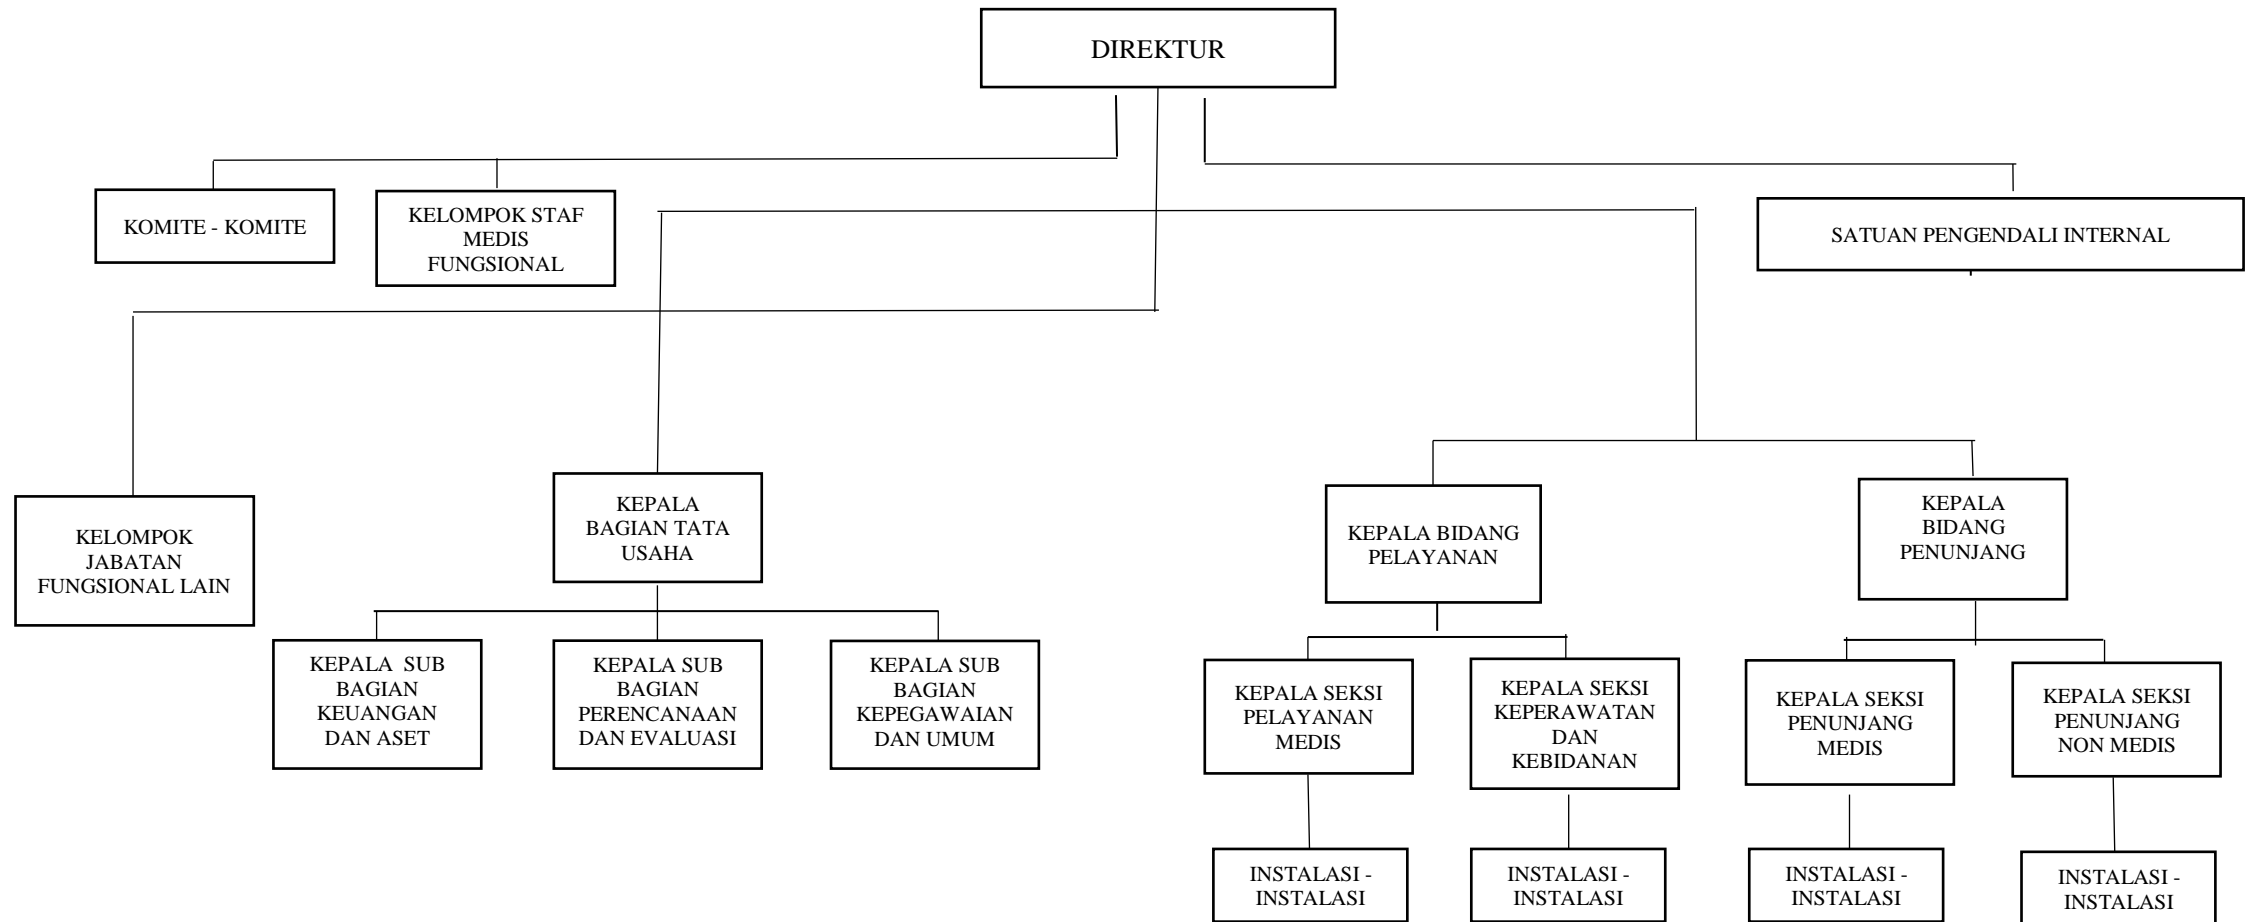 DIREKTUR
KOMITE - KOMITE
KELOMPOK STAF
MEDIS
FUNGSIONAL
SATUAN PENGENDALI INTERNAL
KELOMPOK
JABATAN
FUNGSIONAL LAIN
KEPALA
BAGIAN TATA
USAHA
KEPALA BIDANG
PELAYANAN
KEPALA
BIDANG
PENUNJANG
KEPALA SUB
BAGIAN
KEUANGAN
DAN ASET
KEPALA SUB
BAGIAN
PERENCANAAN
DAN EVALUASI
KEPALA SUB
BAGIAN
KEPEGAWAIAN
DAN UMUM
KEPALA SEKSI
PELAYANAN
MEDIS
KEPALA SEKSI
KEPERAWATAN
DAN
KEBIDANAN
KEPALA SEKSI
PENUNJANG
MEDIS
KEPALA SEKSI
PENUNJANG
NON MEDIS
INSTALASI -
INSTALASI
INSTALASI -
INSTALASI
INSTALASI -
INSTALASI
INSTALASI -
INSTALASI